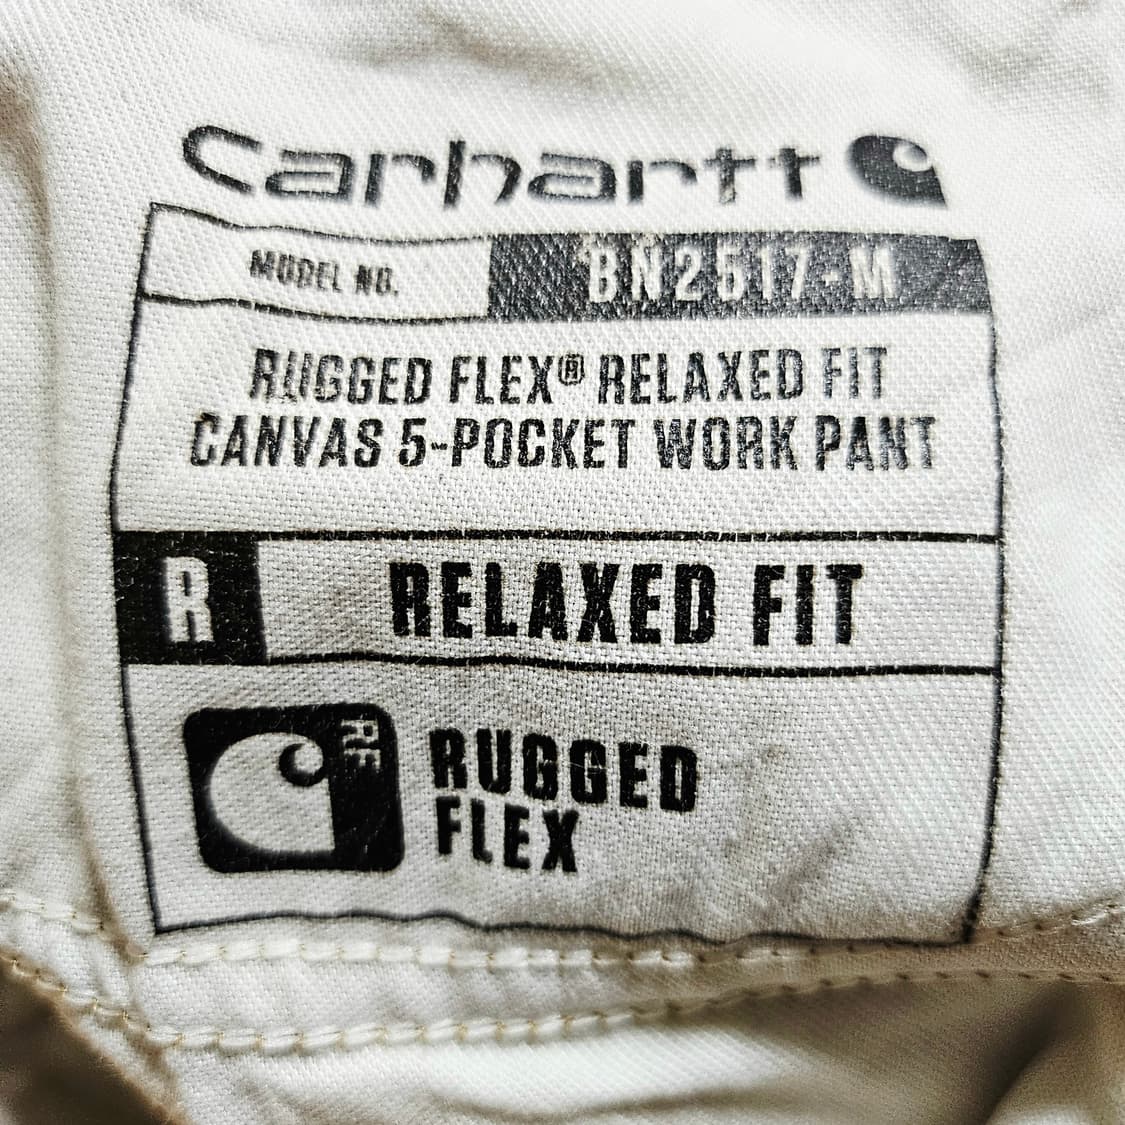 carhartt
MODEL NO. BN2517-M
RUGGED FLEX® RELAXED FIT
CANVAS 5-POCKET WORK PANT
R RELAXED FIT
RF
RUGGED
FLEX